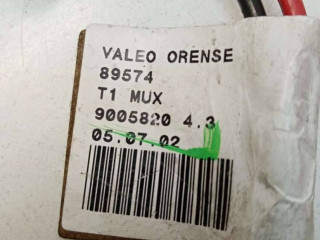 VALEO ORENSE
89574
T1 MUX
9005820 4.3
05.07.02